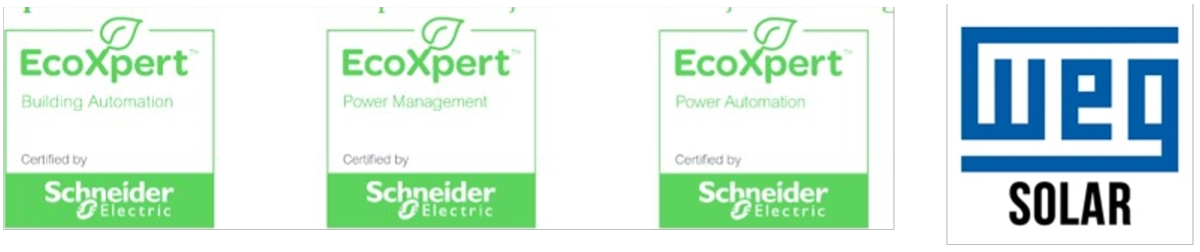 EcoXpert™
Building Automation
Certified by
Schneider
Electric
EcoXpert™
Power Management
Certified by
Schneider
Electric
EcoXpert™
Power Automation
Certified by
Schneider
Electric
weg
SOLAR